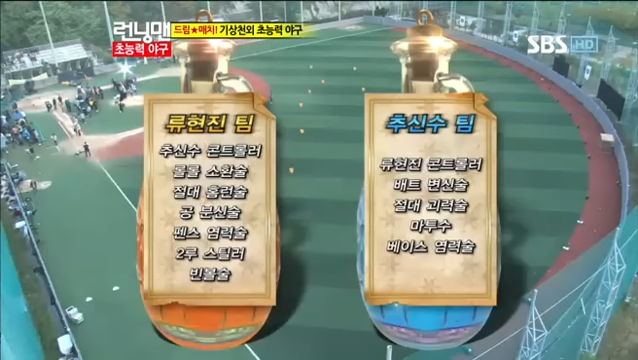 런닝맨
초능력 야구
드림★매치! 기상천외 초능력 야구
SBS HD
류현진 팀
추신수 콘트롤러
쿨쿨 소환술
절대 홈런술
공 분신술
펜스 염력술
2루 스틸러
빈볼술
추신수 팀
류현진 콘트롤러
배트 변신술
절대 괴력술
마투수
베이스 염력술